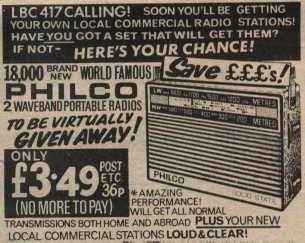 LBC 417 CALLING! SOON YOU'LL BE GETTING
YOUR OWN LOCAL COMMERCIAL RADIO STATIONS!
HAVE YOU GOT A SET THAT WILL GET THEM?
IF NOT- HERE'S YOUR CHANCE!
18,000 BRAND NEW WORLD FAMOUS
PHILCO
2 WAVEBAND PORTABLE RADIOS
TO BE VIRTUALLY
GIVEN AWAY!
Save £££'s!
LW
METRES
MW
METRES
PHILCO
SOLID STATE
ONLY
£3·49 POST ETC. 36p
(NO MORE TO PAY)
*AMAZING
PERFORMANCE!
WILL GET ALL NORMAL
TRANSMISSIONS BOTH HOME AND ABROAD PLUS YOUR NEW
LOCAL COMMERCIAL STATIONS LOUD & CLEAR!